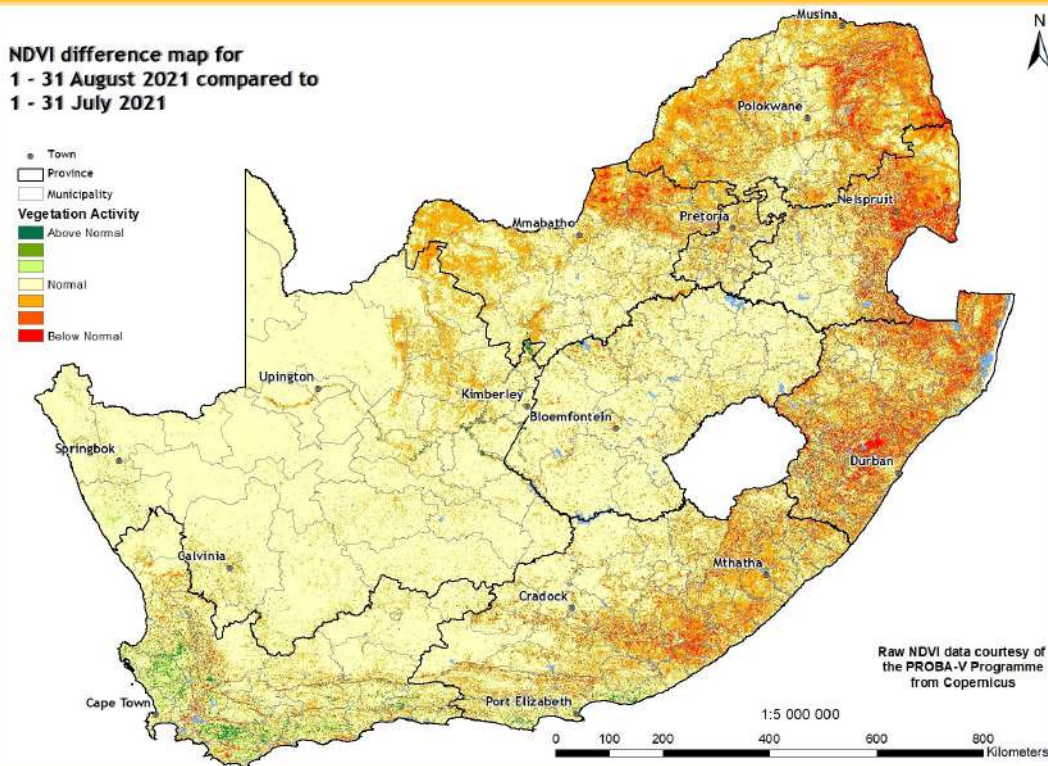 NDVI difference map for
1 - 31 August 2021 compared to
1 - 31 July 2021
N
Town
Province
Municipality
Vegetation Activity
Above Normal
Normal
Below Normal
Musina
Polokwane
Nelspruit
Pretoria
Mmabatho
Upington
Kimberley
Bloemfontein
Springbok
Durban
Calvinia
Mthatha
Cradock
Cape Town
Port Elizabeth
Raw NDVI data courtesy of
the PROBA-V Programme
from Copernicus
1:5 000 000
0 100 200 400 600 800
Kilometers